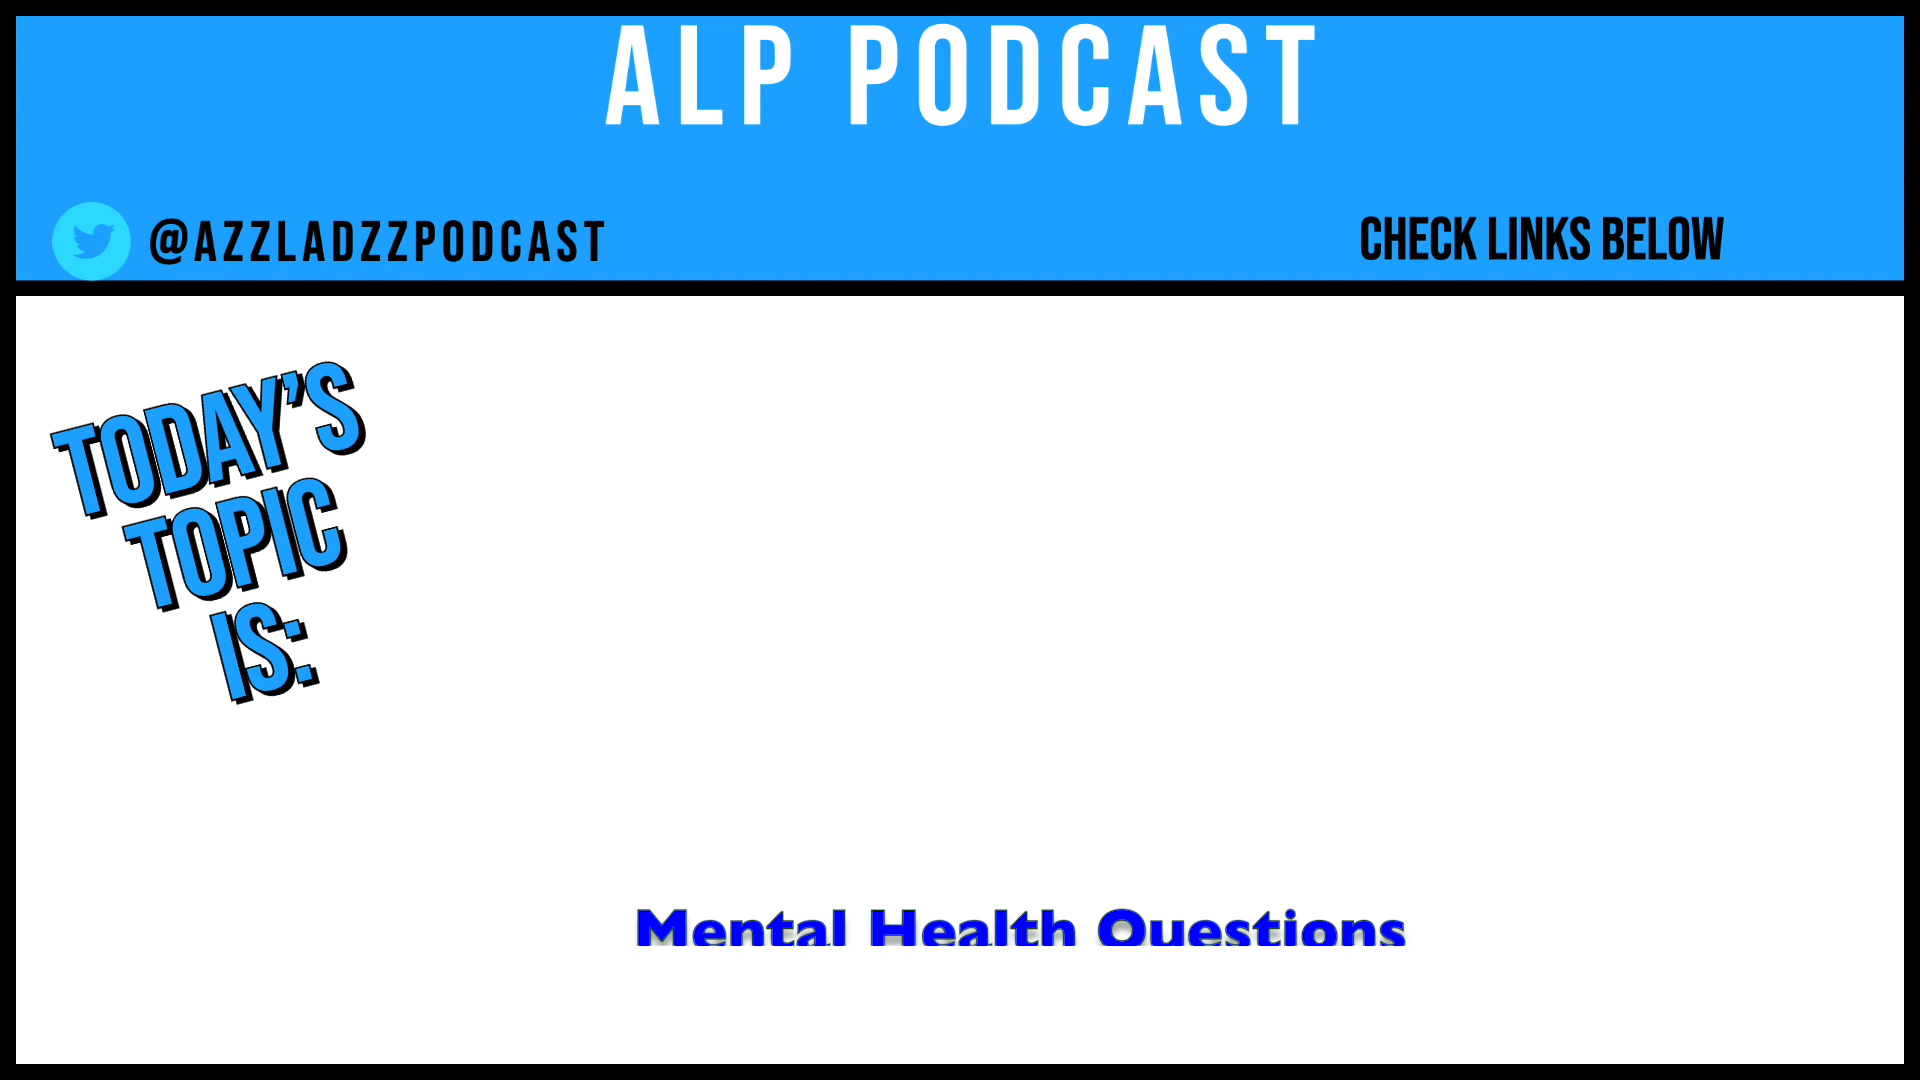 ALP PODCAST
@AZZLADZZPODCAST
CHECK LINKS BELOW
TODAY'S
TOPIC
IS:
Mental Health Questions